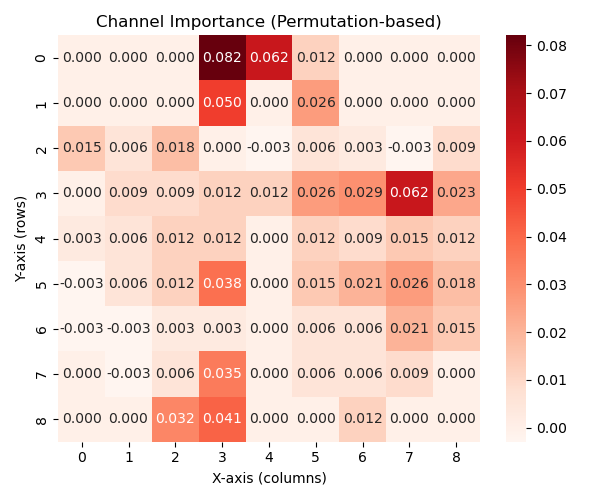 Channel Importance (Permutation-based)
0 0.000 0.000 0.000 0.082 0.062 0.012 0.000 0.000 0.000
1 0.000 0.000 0.000 0.050 0.000 0.026 0.000 0.000 0.000
2 0.015 0.006 0.018 0.000 -0.003 0.006 0.003 -0.003 0.009
3 0.000 0.009 0.009 0.012 0.012 0.026 0.029 0.062 0.023
4 0.003 0.006 0.012 0.012 0.000 0.012 0.009 0.015 0.012
5 -0.003 0.006 0.012 0.038 0.000 0.015 0.021 0.026 0.018
6 -0.003 -0.003 0.003 0.003 0.000 0.006 0.006 0.021 0.015
7 0.000 -0.003 0.006 0.035 0.000 0.006 0.006 0.009 0.000
8 0.000 0.000 0.032 0.041 0.000 0.000 0.012 0.000 0.000
0 1 2 3 4 5 6 7 8
X-axis (columns)
Y-axis (rows)
0.08
0.07
0.06
0.05
0.04
0.03
0.02
0.01
0.00